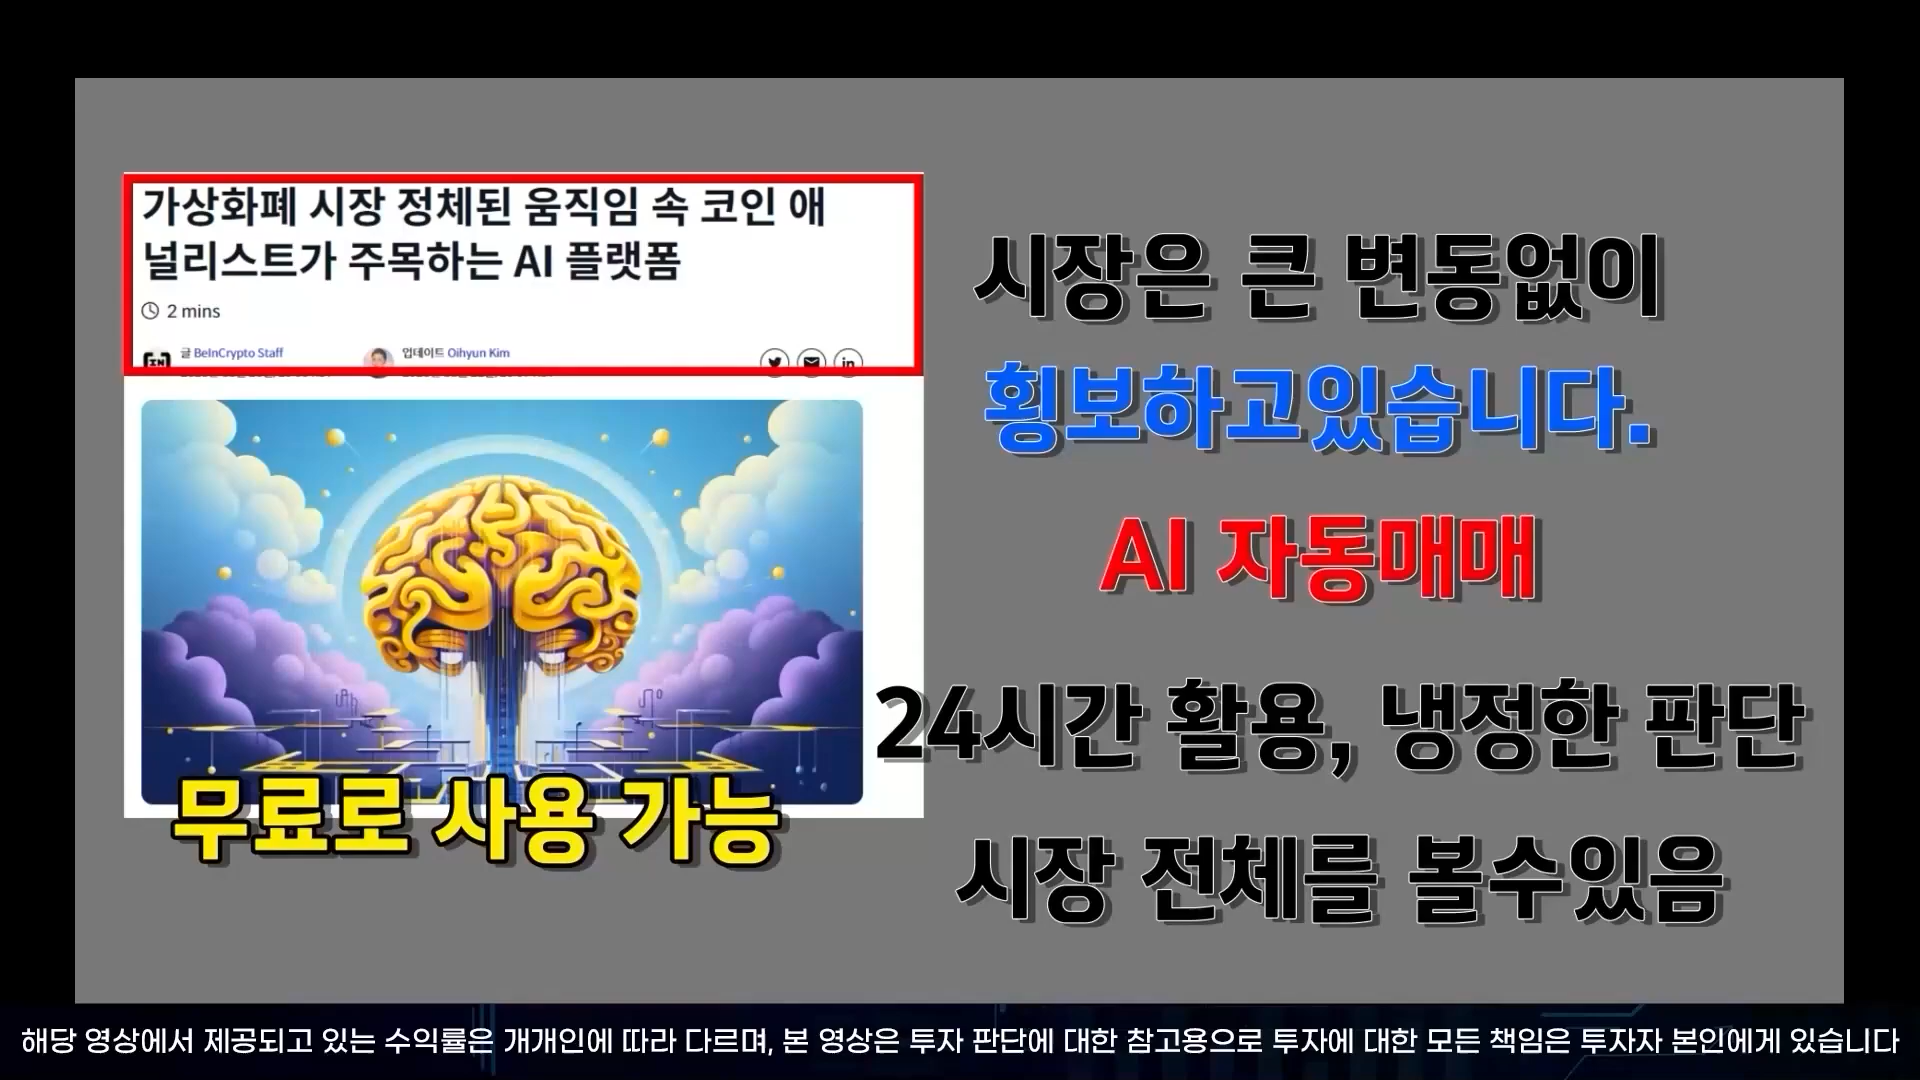 가상화폐 시장 정체된 움직임 속 코인 애
널리스트가 주목하는 AI 플랫폼
2 mins
글 BeInCrypto Staff
업데이트 Oihyun Kim
무료로 사용 가능
시장은 큰 변동없이
횡보하고있습니다.
AI 자동매매
24시간 활용, 냉정한 판단
시장 전체를 볼수있음
해당 영상에서 제공되고 있는 수익률은 개개인에 따라 다르며, 본 영상은 투자 판단에 대한 참고용으로 투자에 대한 모든 책임은 투자자 본인에게 있습니다